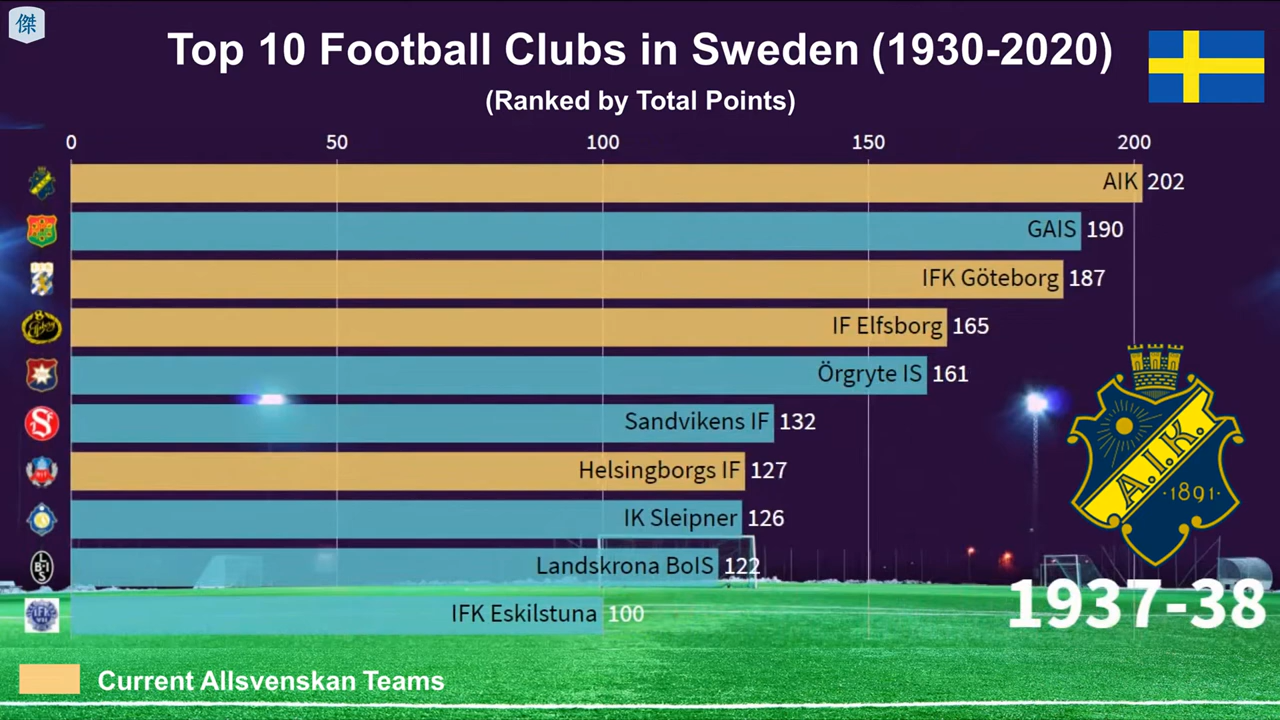 傑
Top 10 Football Clubs in Sweden (1930-2020)
(Ranked by Total Points)
0 50 100 150 200
AIK 202
GAIS 190
IFK Göteborg 187
IF Elfsborg 165
Örgryte IS 161
Sandvikens IF 132
Helsingborgs IF 127
IK Sleipner 126
Landskrona BoIS 122
IFK Eskilstuna 100
A.I.K.
·1891·
1937-38
Current Allsvenskan Teams